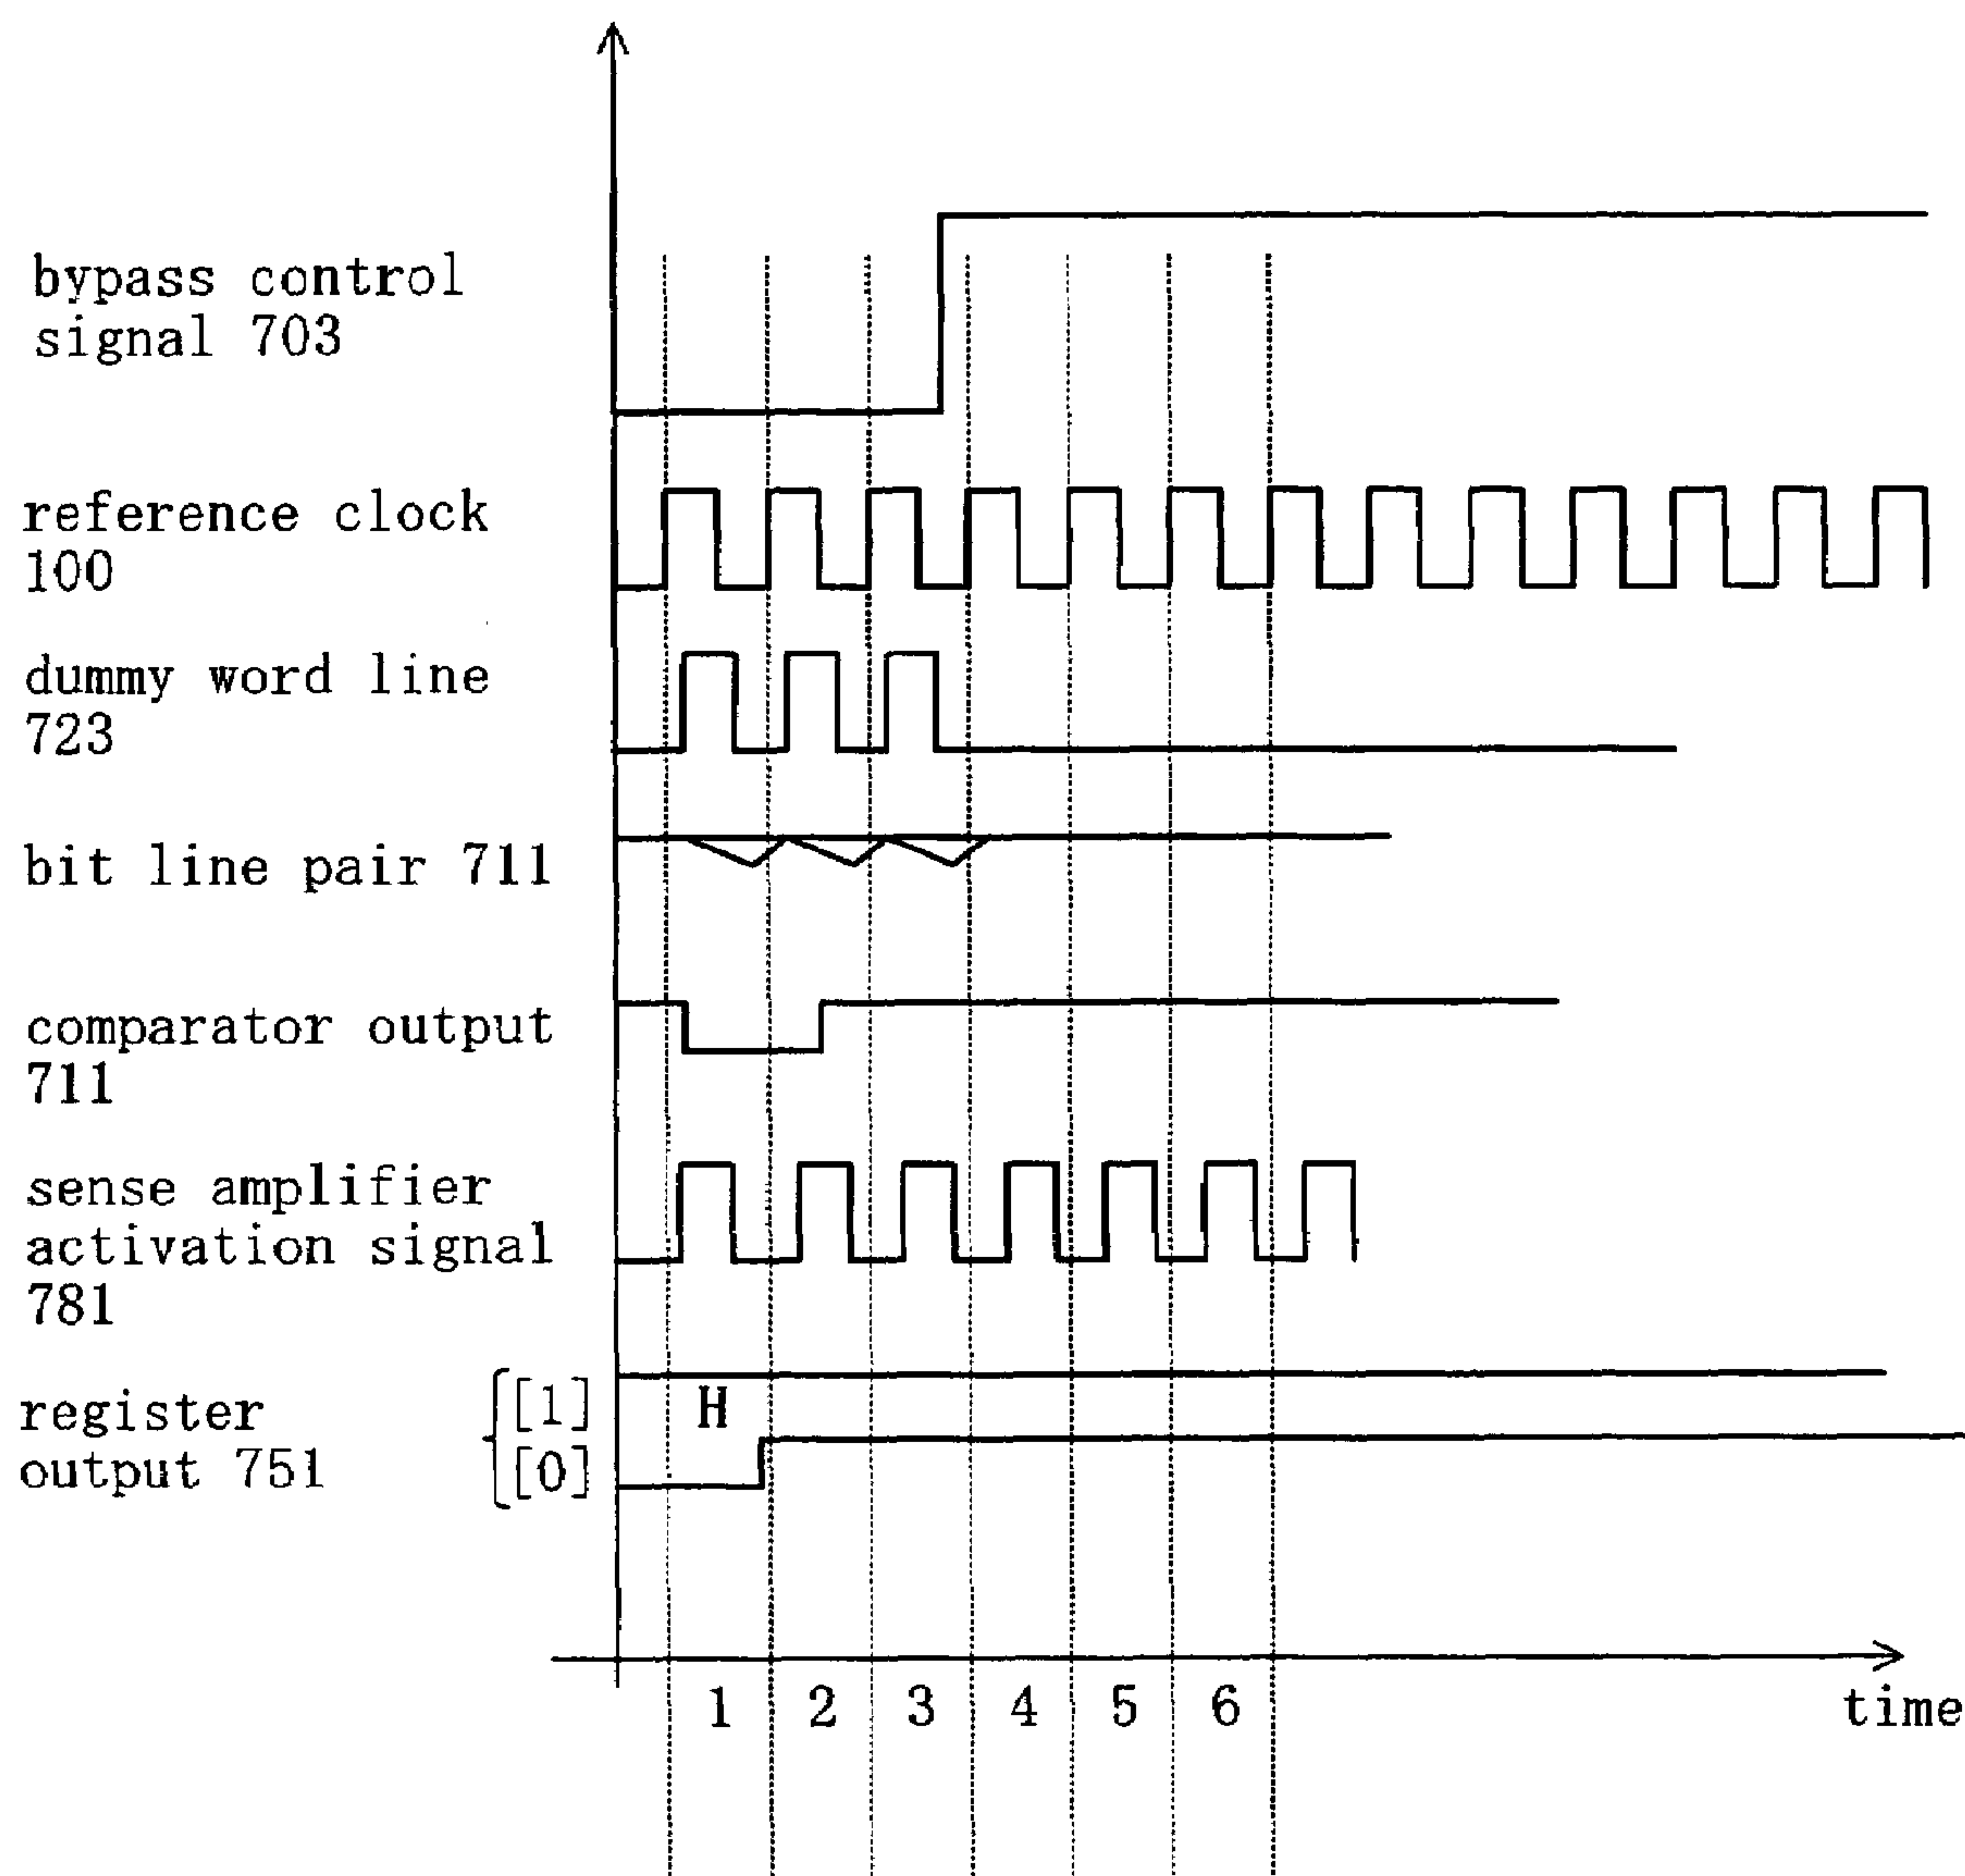 bypass control
signal 703
reference clock
100
dummy word line
723
bit line pair 711
comparator output
711
sense amplifier
activation signal
781
register
output 751
[1]
[0]
H
1 2 3 4 5 6
time